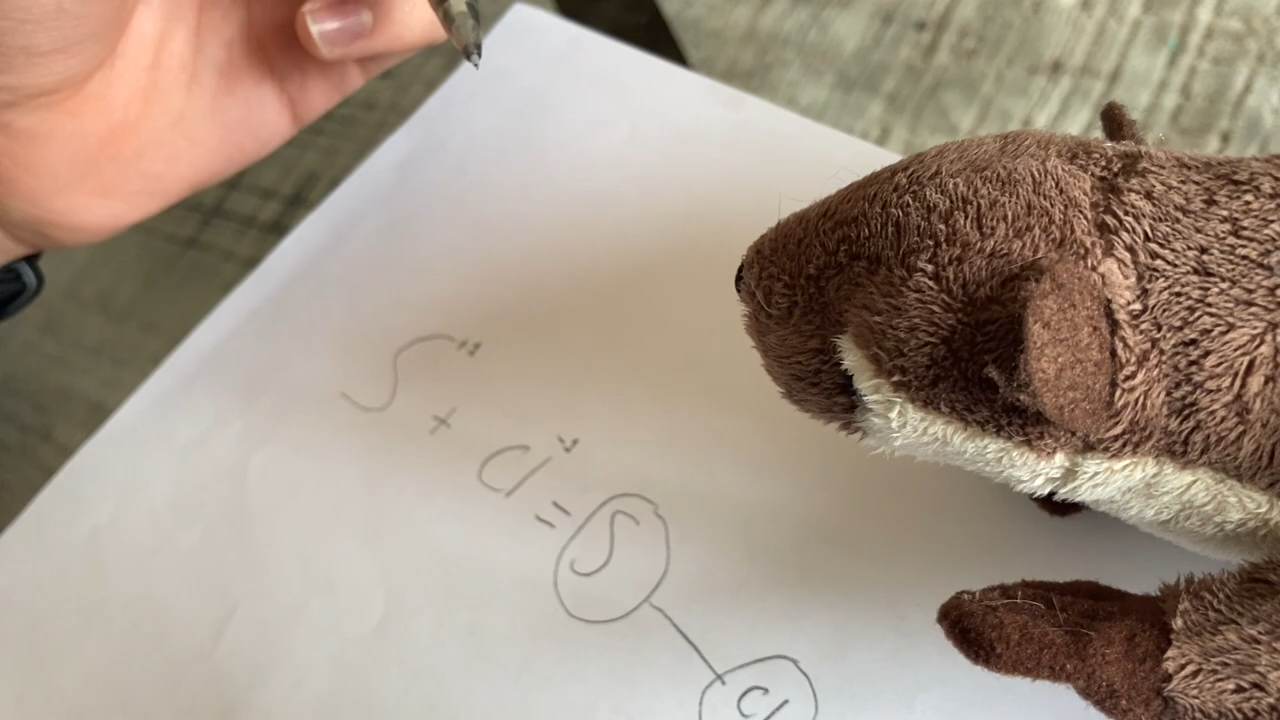 S + Cl = S Cl